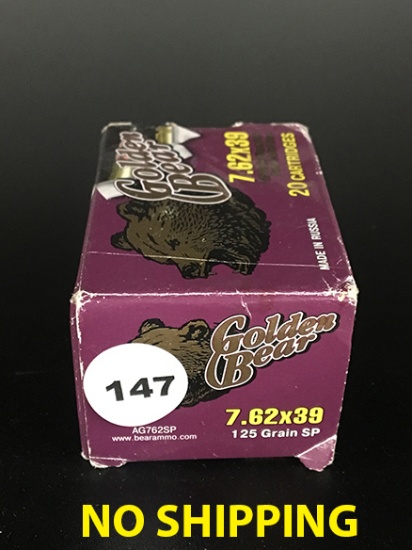 Golden
Bear
7.62x39
20 CARTRIDGES
MADE IN RUSSIA
Golden
Bear
147
7.62x39
AG762SP
125 Grain SP
www.bearammo.com
NO SHIPPING